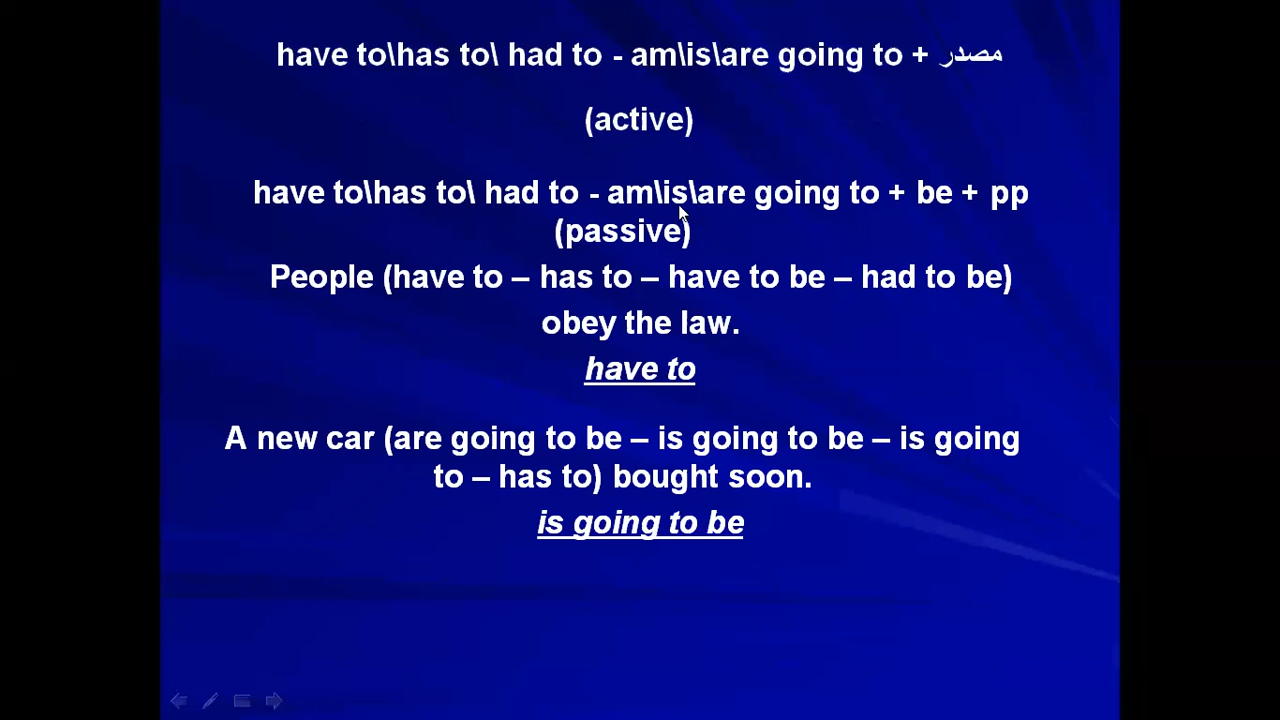 have to\has to\ had to - am\is\are going to + مصدر
(active)
have to\has to\ had to - am\is\are going to + be + pp
(passive)
People (have to – has to – have to be – had to be)
obey the law.
have to
A new car (are going to be – is going to be – is going
to – has to) bought soon.
is going to be